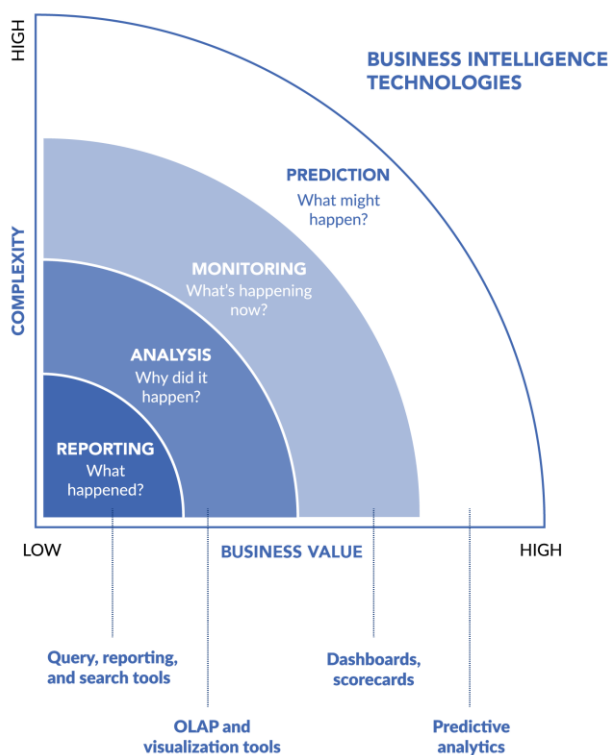 HIGH
BUSINESS INTELLIGENCE
TECHNOLOGIES
PREDICTION
What might
happen?
COMPLEXITY
MONITORING
What's happening
now?
ANALYSIS
Why did it
happen?
REPORTING
What
happened?
LOW
BUSINESS VALUE
HIGH
Query, reporting,
and search tools
Dashboards,
scorecards
OLAP and
visualization tools
Predictive
analytics